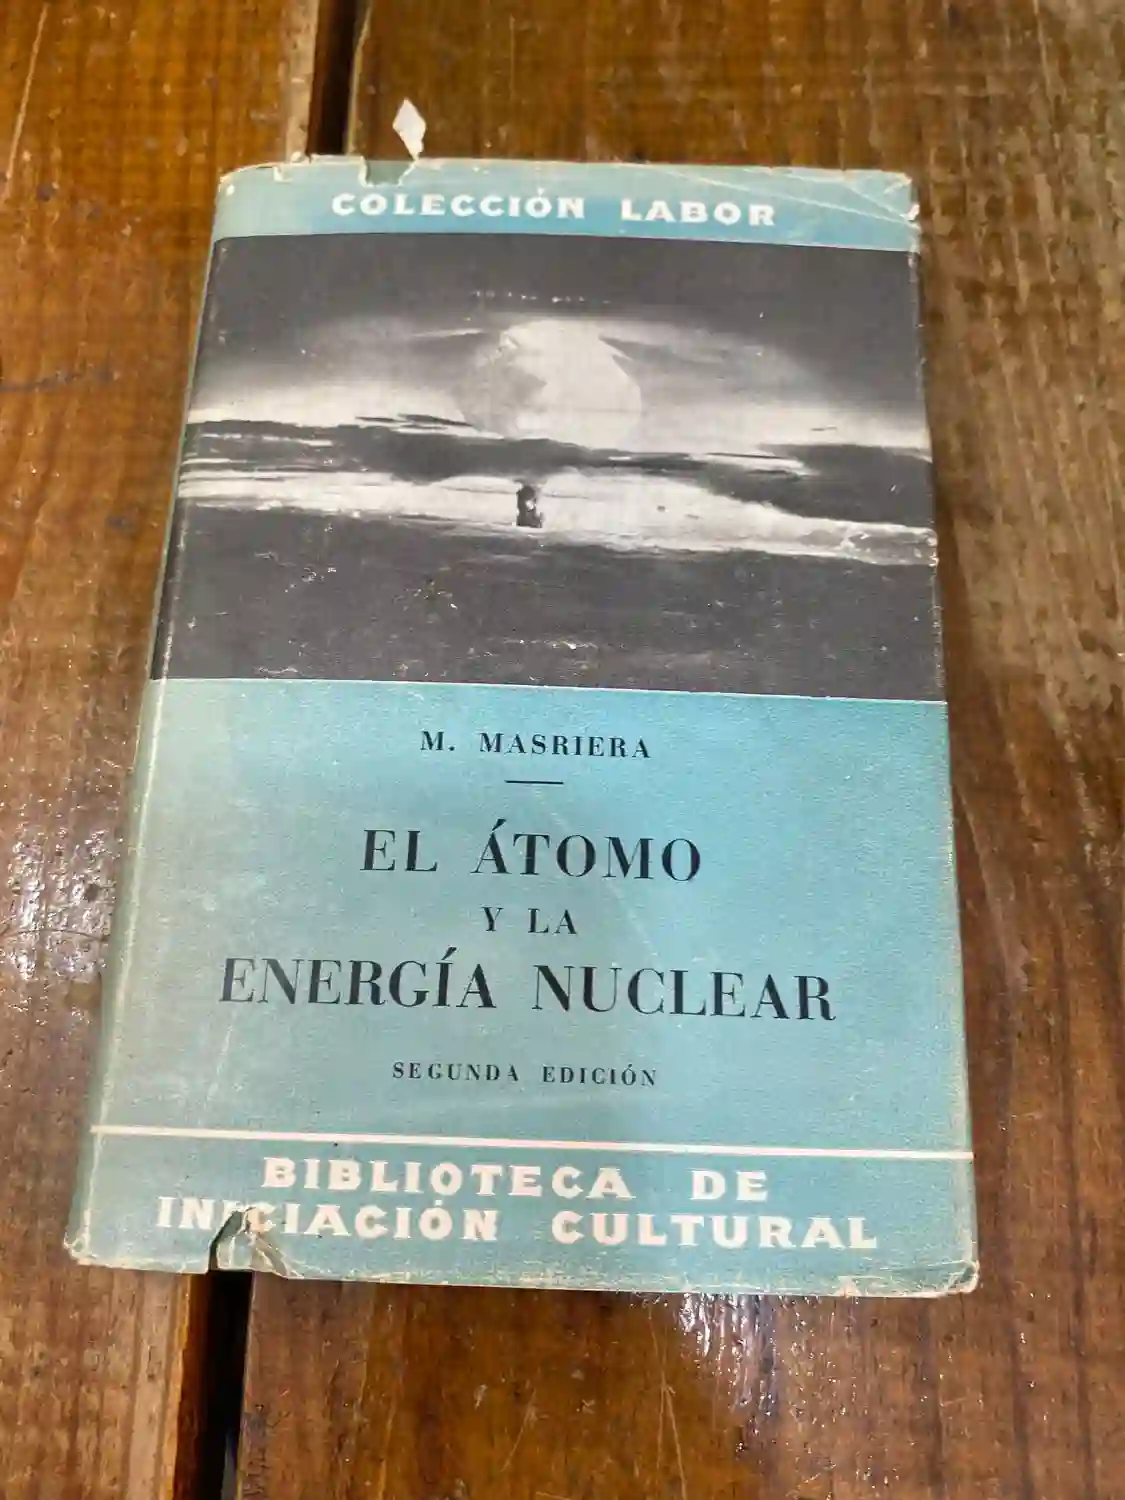 COLECCIÓN LABOR
M. MASRIERA
EL ÁTOMO
Y LA
ENERGÍA NUCLEAR
SEGUNDA EDICIÓN
BIBLIOTECA DE
INICIACIÓN CULTURAL